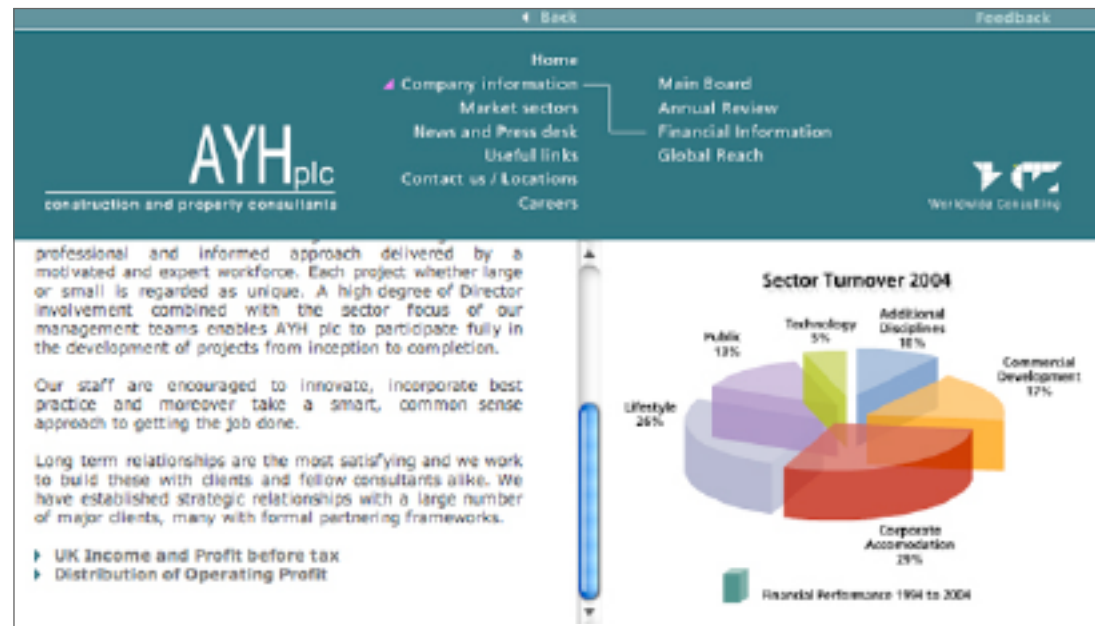 Back
Feedback
Home
Company information
Market sectors
News and Press desk
Useful links
Contact us / Locations
Careers
Main Board
Annual Review
Financial Information
Global Reach
AYH plc
construction and property consultants
Worldwide Consulting
professional and informed approach delivered by a
motivated and expert workforce. Each project whether large
or small is regarded as unique. A high degree of Director
involvement combined with the sector focus of our
management teams enables AYH plc to participate fully in
the development of projects from inception to completion.
Our staff are encouraged to innovate, incorporate best
practice and moreover take a smart, common sense
approach to getting the job done.
Long term relationships are the most satisfying and we work
to build these with clients and fellow consultants alike. We
have established strategic relationships with a large number
of major clients, many with formal partnering frameworks.
UK Income and Profit before tax
Distribution of Operating Profit
Sector Turnover 2004
Public
13%
Technology
5%
Additional
Disciplines
10%
Commercial
Development
17%
Lifestyle
26%
Corporate
Accomodation
29%
Financial Performance 1994 to 2004